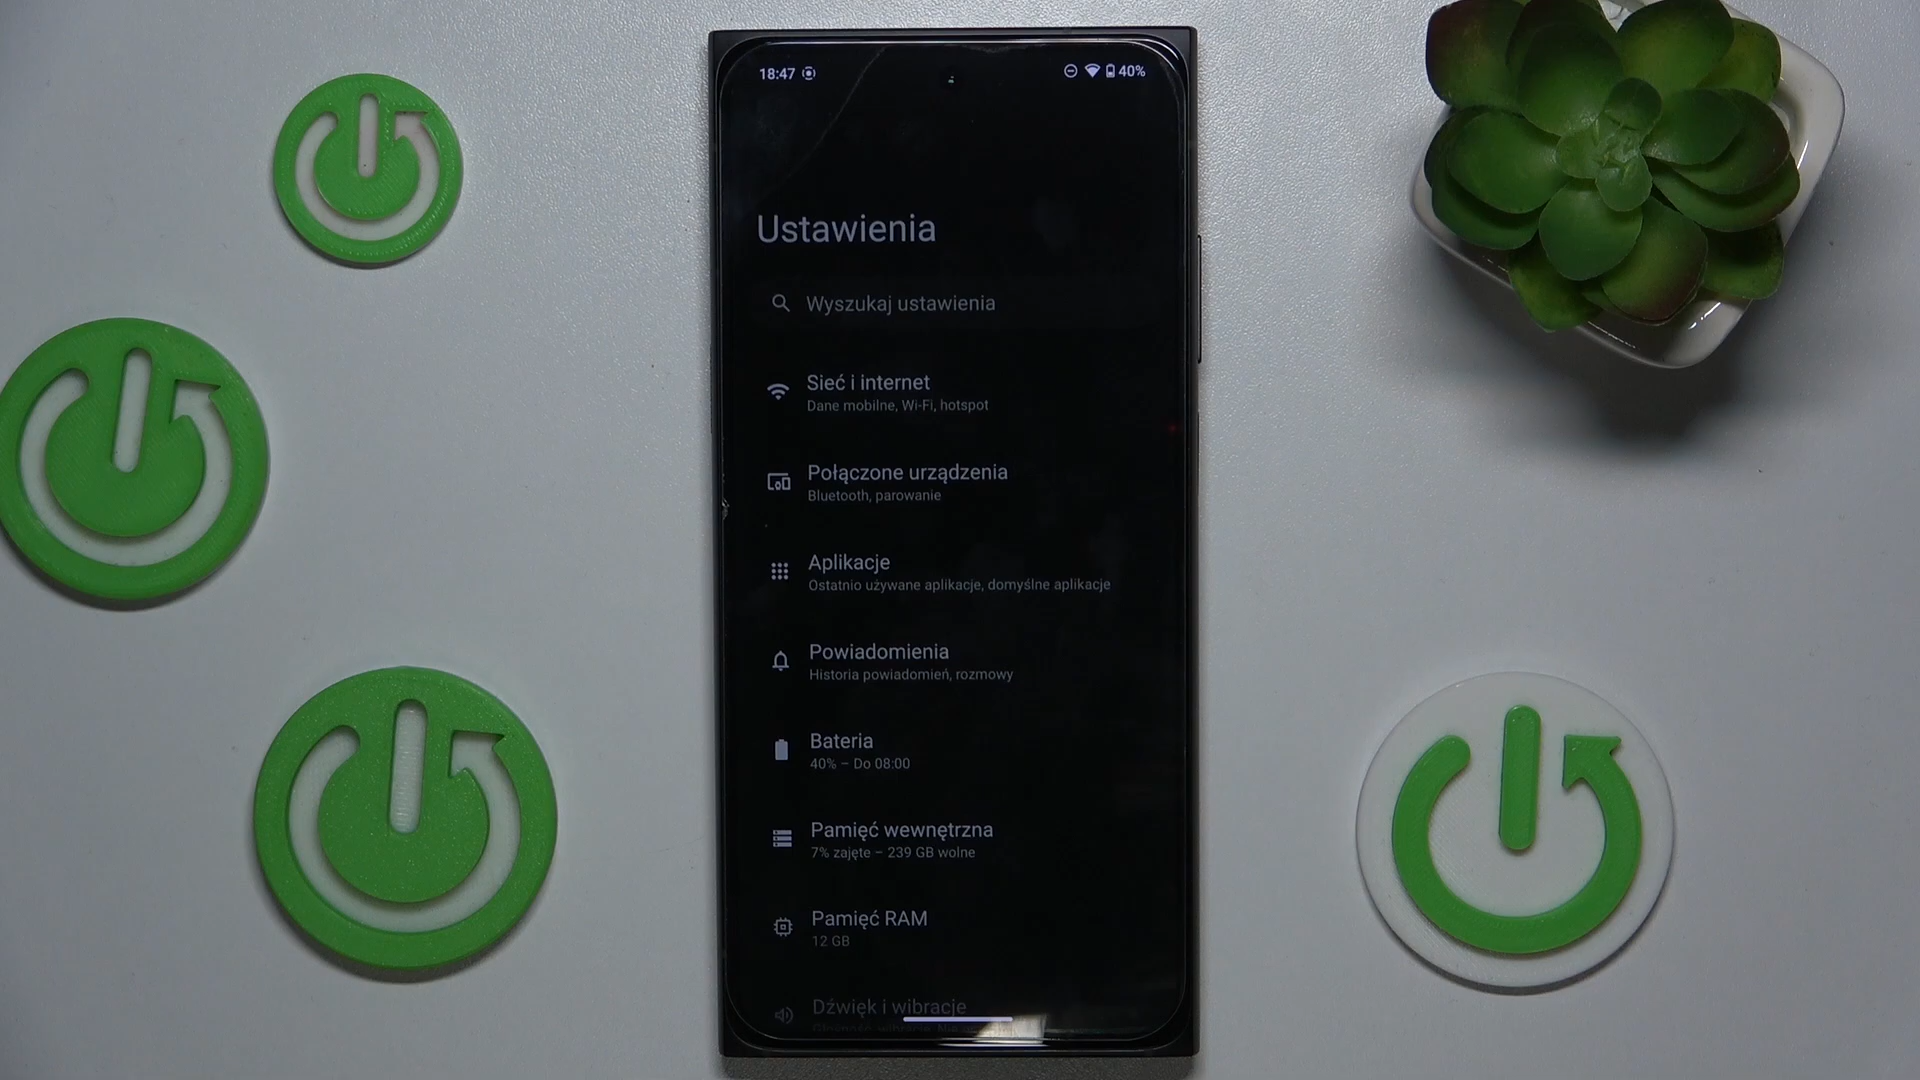 18:47
40%
Ustawienia
Wyszukaj ustawienia
Sieć i internet
Dane mobilne, Wi-Fi, hotspot
Połączone urządzenia
Bluetooth, parowanie
Aplikacje
Ostatnio używane aplikacje, domyślne aplikacje
Powiadomienia
Historia powiadomień, rozmowy
Bateria
40% – Do 08:00
Pamięć wewnętrzna
7% zajęte – 239 GB wolne
Pamięć RAM
12 GB
Dźwięk i wibracje